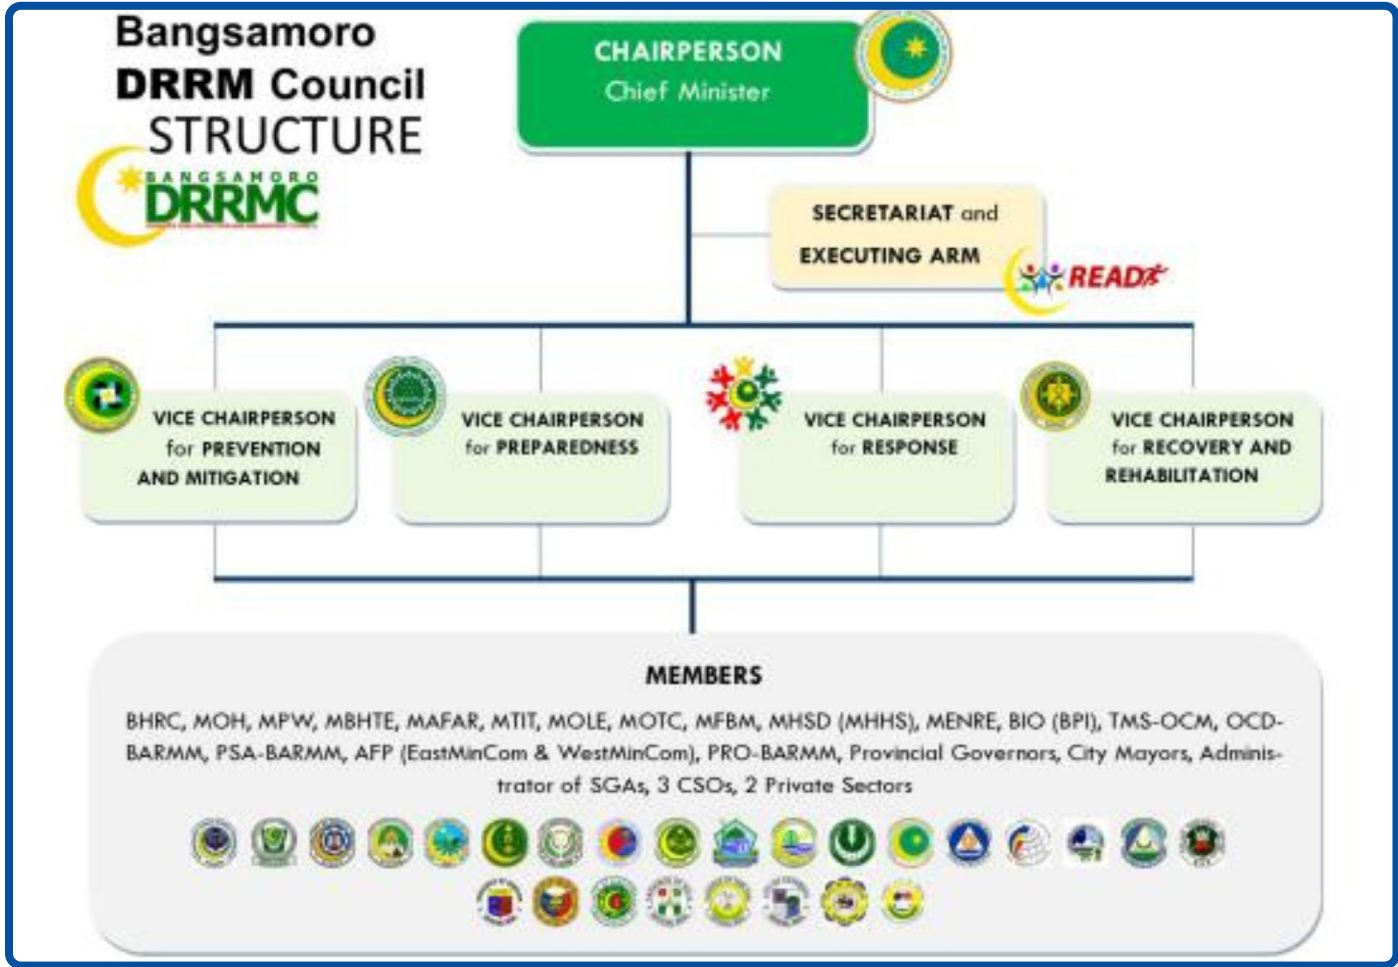 Bangsamoro
DRRM Council
STRUCTURE
BANGSAMORO
DRRMC
CHAIRPERSON
Chief Minister
SECRETARIAT and
EXECUTING ARM
READi
VICE CHAIRPERSON
for PREVENTION
AND MITIGATION
VICE CHAIRPERSON
for PREPAREDNESS
VICE CHAIRPERSON
for RESPONSE
VICE CHAIRPERSON
for RECOVERY AND
REHABILITATION
MEMBERS
BHRC, MOH, MPW, MBHTE, MAFAR, MTIT, MOLE, MOTC, MFBM, MHSD (MHHS), MENRE, BIO (BPI), TMS-OCM, OCD-
BARMM, PSA-BARMM, AFP (EastMinCom & WestMinCom), PRO-BARMM, Provincial Governors, City Mayors, Adminis-
trator of SGAs, 3 CSOs, 2 Private Sectors